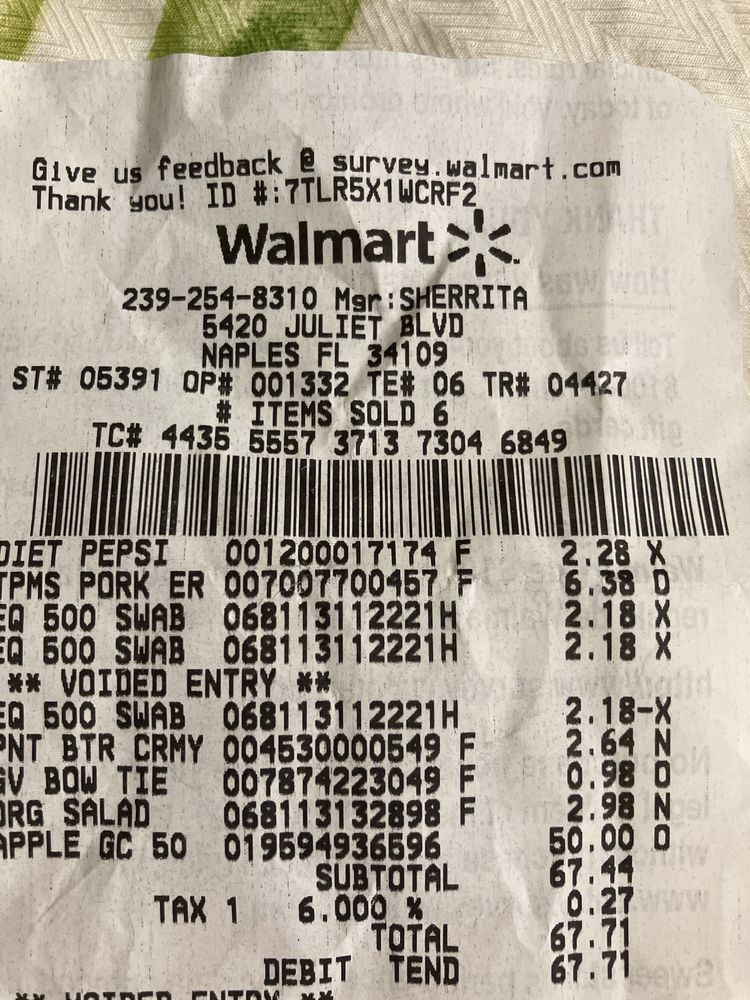 Give us feedback @ survey.walmart.com
Thank you! ID #:7TLR5X1WCRF2
Walmart
239-254-8310 Mgr:SHERRITA
5420 JULIET BLVD
NAPLES FL 34109
ST# 05391 OP# 001332 TE# 06 TR# 04427
# ITEMS SOLD 6
TC# 4435 5557 3713 7304 6849
DIET PEPSI 001200017174 F 2.28 X
TPMS PORK ER 007007700457 F 6.38 O
EQ 500 SWAB 068113112221H 2.18 X
EQ 500 SWAB 068113112221H 2.18 X
** VOIDED ENTRY **
EQ 500 SWAB 068113112221H 2.18-X
PNT BTR CRMY 004530000549 F 2.64 N
GV BOW TIE 007874223049 F 0.98 O
ORG SALAD 068113132898 F 2.98 N
APPLE GC 50 019594936596 50.00 O
SUBTOTAL 67.44
TAX 1 6.000 % 0.27
TOTAL 67.71
DEBIT TEND 67.71
** VOIDED ENTRY **